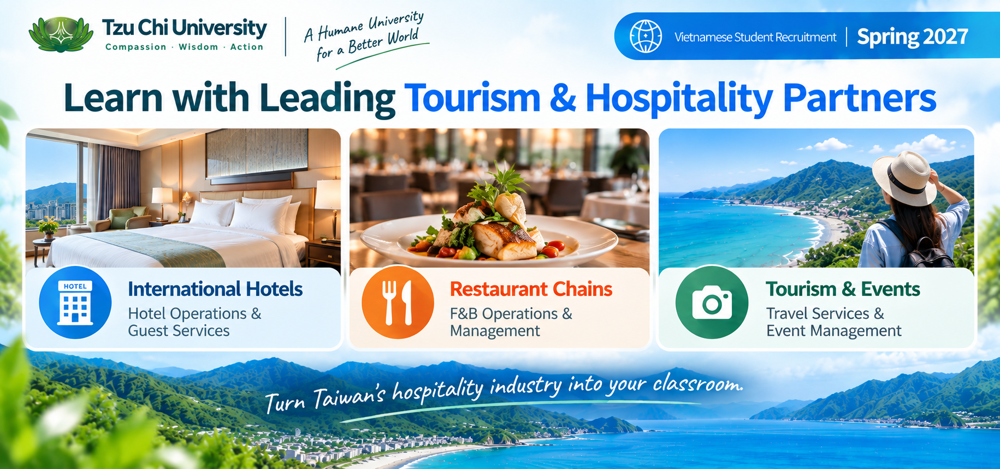 Tzu Chi University
Compassion · Wisdom · Action
A Humane University
for a Better World
Vietnamese Student Recruitment
Spring 2027
Learn with Leading Tourism & Hospitality Partners
HOTEL
International Hotels
Hotel Operations &
Guest Services
Restaurant Chains
F&B Operations &
Management
Tourism & Events
Travel Services &
Event Management
Turn Taiwan's hospitality industry into your classroom.